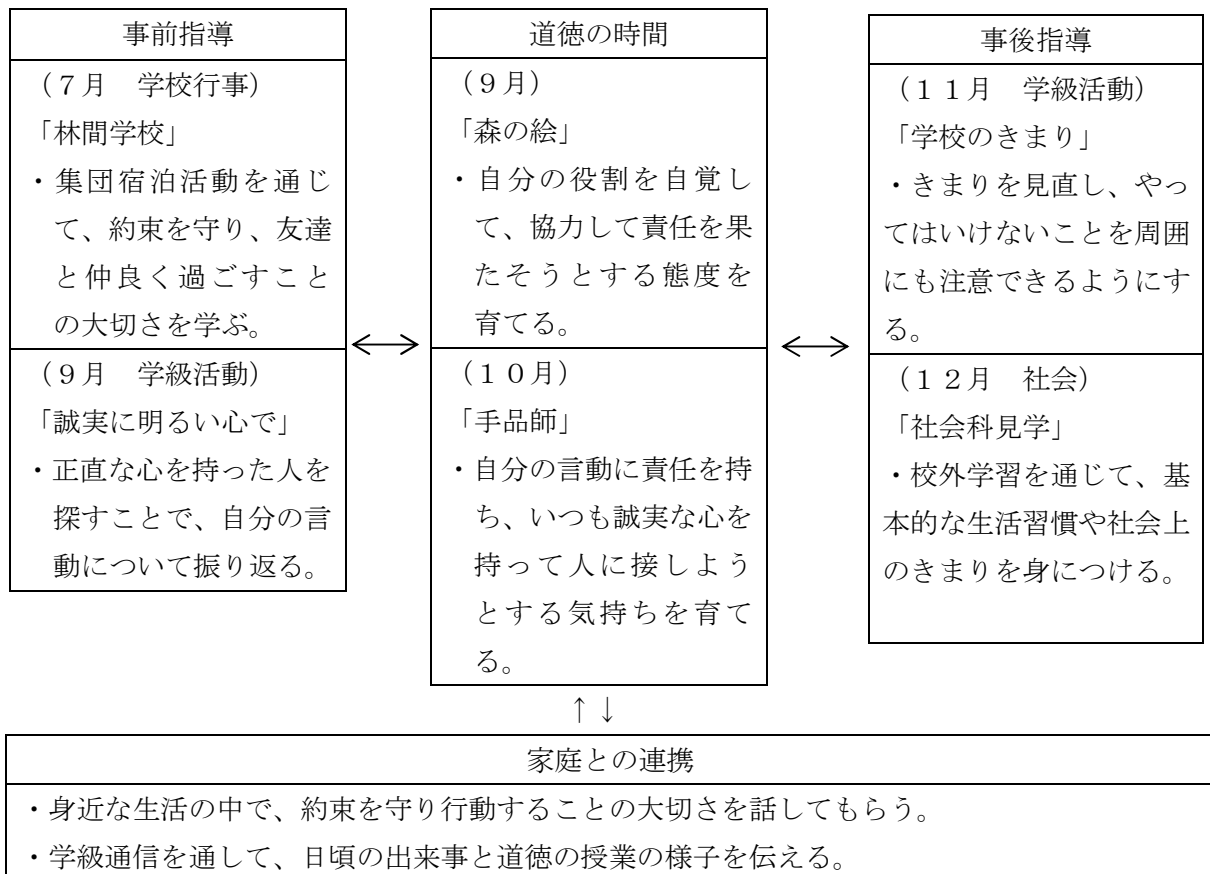 事前指導
(７月　学校行事)
「林間学校」
・集団宿泊活動を通じ
て、約束を守り、友達
と仲良く過ごすこと
の大切さを学ぶ。
(９月　学級活動)
「誠実に明るい心で」
・正直な心を持った人を
探すことで、自分の言
動について振り返る。
道徳の時間
(９月)
「森の絵」
・自分の役割を自覚し
て、協力して責任を果
たそうとする態度を
育てる。
(１０月)
「手品師」
・自分の言動に責任を持
ち、いつも誠実な心を
持って人に接しよう
とする気持ちを育て
る。
事後指導
(１１月　学級活動)
「学校のきまり」
・きまりを見直し、やっ
てはいけないことを周囲
にも注意できるようにす
る。
(１２月　社会)
「社会科見学」
・校外学習を通じて、基
本的な生活習慣や社会上
のきまりを身につける。
↑↓
家庭との連携
・身近な生活の中で、約束を守り行動することの大切さを話してもらう。
・学級通信を通して、日頃の出来事と道徳の授業の様子を伝える。